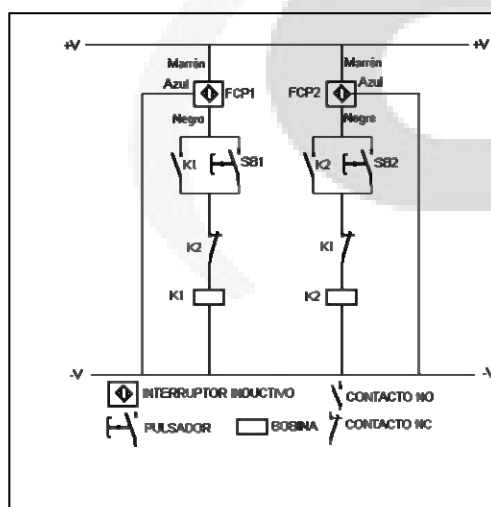 +V +V
Marrón Marrón
Azul FCP1 FCP2 Azul
Negro Negro
K1 SB1 K2 SB2
K2 K1
K1 K2
-V -V
INTERRUPTOR INDUCTIVO CONTACTO NO
PULSADOR BOBINA CONTACTO NC